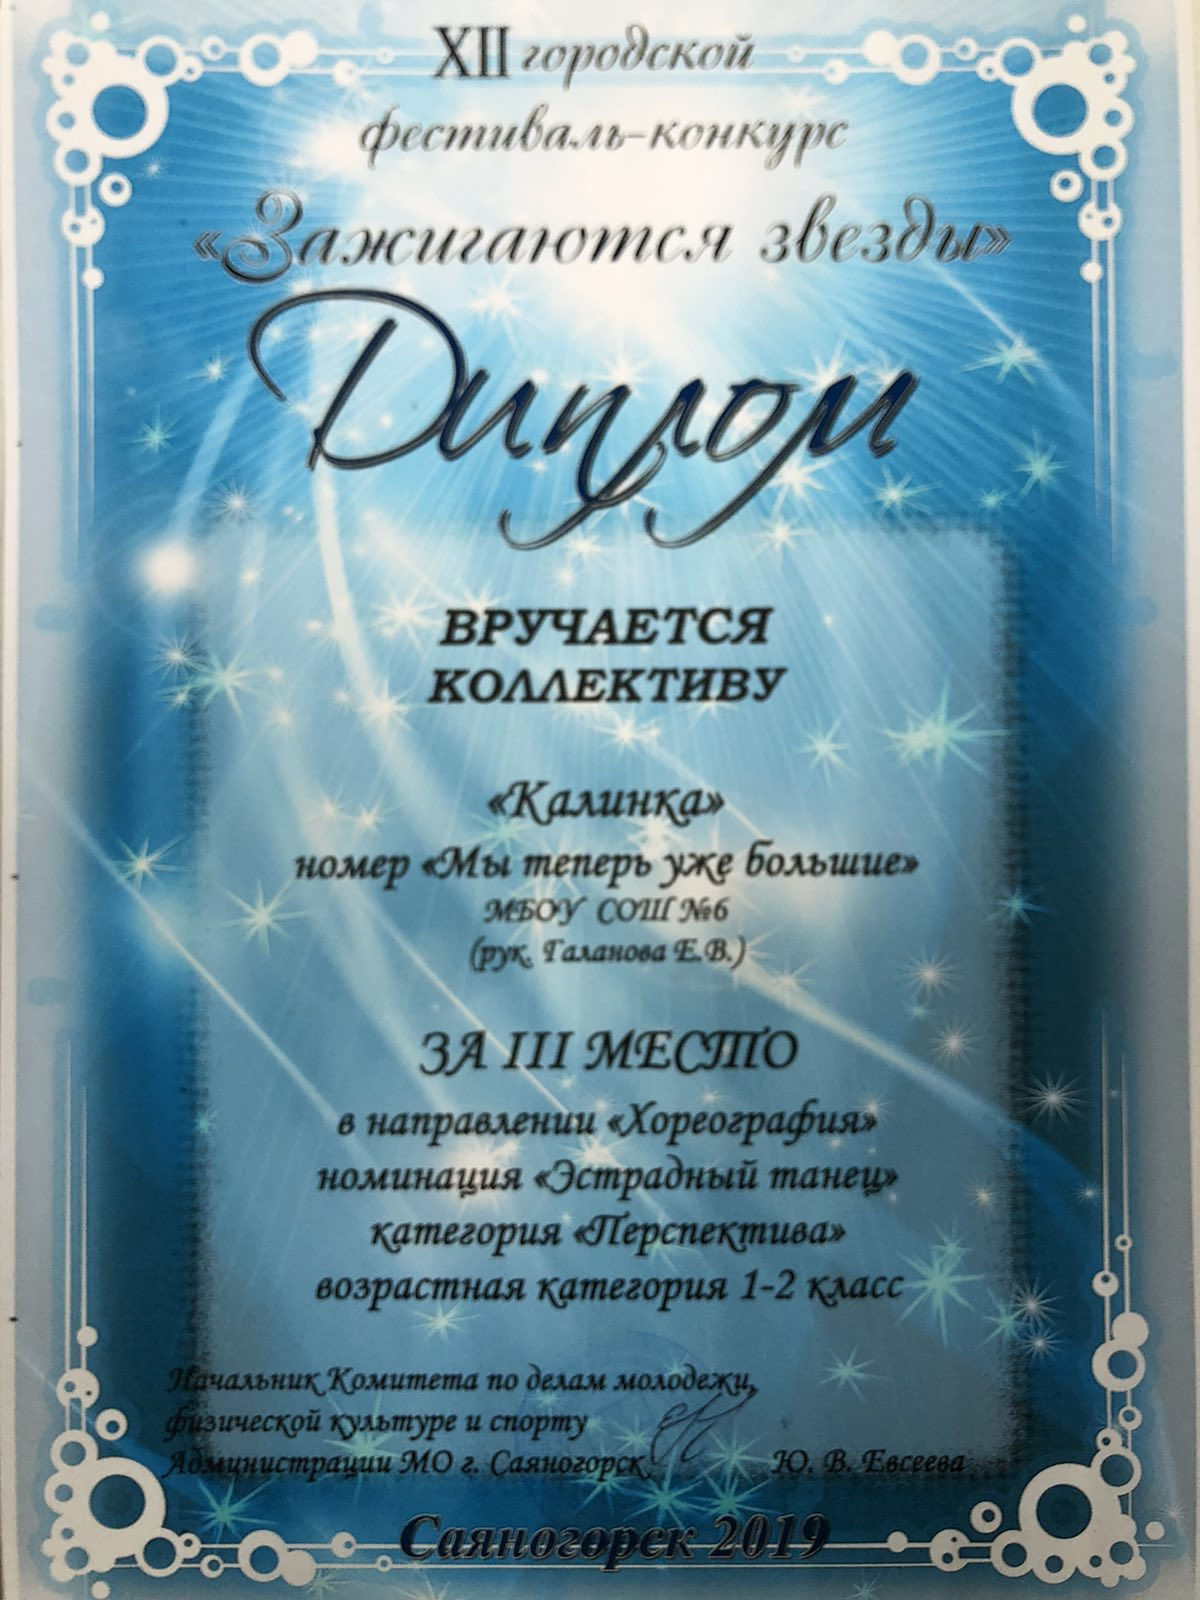 XII городской
фестиваль-конкурс
«Зажигаются звезды»
Диплом
ВРУЧАЕТСЯ
КОЛЛЕКТИВУ
«Калинка»
номер «Мы теперь уже большие»
МБОУ СОШ №6
(рук. Галанова Е.В.)
ЗА III МЕСТО
в направлении «Хореография»
номинация «Эстрадный танец»
категория «Перспектива»
возрастная категория 1-2 класс
Начальник Комитета по делам молодежи,
физической культуре и спорту
Администрации МО г. Саяногорск Ю. В. Евсеева
Саяногорск 2019